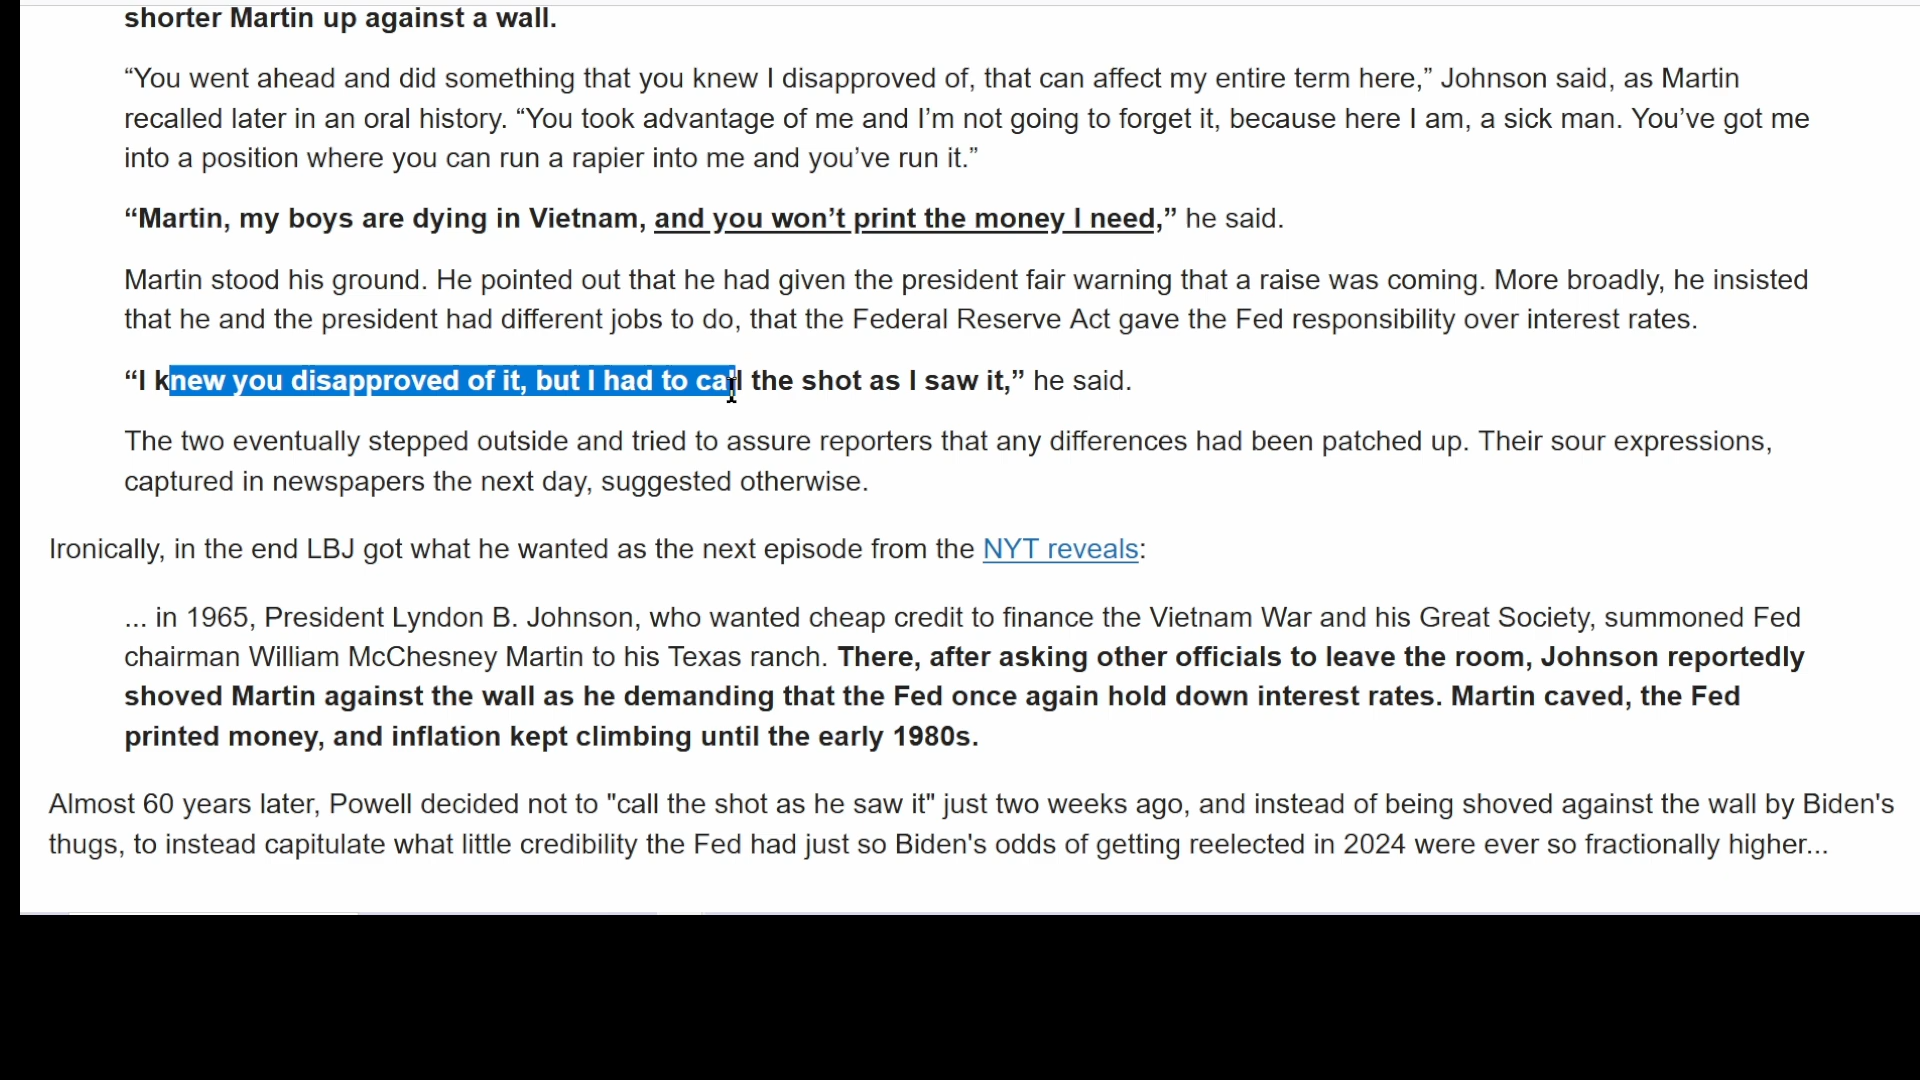 shorter Martin up against a wall.
“You went ahead and did something that you knew I disapproved of, that can affect my entire term here,” Johnson said, as Martin
recalled later in an oral history. “You took advantage of me and I’m not going to forget it, because here I am, a sick man. You’ve got me
into a position where you can run a rapier into me and you’ve run it.”
“Martin, my boys are dying in Vietnam, and you won’t print the money I need,” he said.
Martin stood his ground. He pointed out that he had given the president fair warning that a raise was coming. More broadly, he insisted
that he and the president had different jobs to do, that the Federal Reserve Act gave the Fed responsibility over interest rates.
“I knew you disapproved of it, but I had to call the shot as I saw it,” he said.
The two eventually stepped outside and tried to assure reporters that any differences had been patched up. Their sour expressions,
captured in newspapers the next day, suggested otherwise.
Ironically, in the end LBJ got what he wanted as the next episode from the NYT reveals:
... in 1965, President Lyndon B. Johnson, who wanted cheap credit to finance the Vietnam War and his Great Society, summoned Fed
chairman William McChesney Martin to his Texas ranch. There, after asking other officials to leave the room, Johnson reportedly
shoved Martin against the wall as he demanding that the Fed once again hold down interest rates. Martin caved, the Fed
printed money, and inflation kept climbing until the early 1980s.
Almost 60 years later, Powell decided not to "call the shot as he saw it" just two weeks ago, and instead of being shoved against the wall by Biden's
thugs, to instead capitulate what little credibility the Fed had just so Biden's odds of getting reelected in 2024 were ever so fractionally higher...